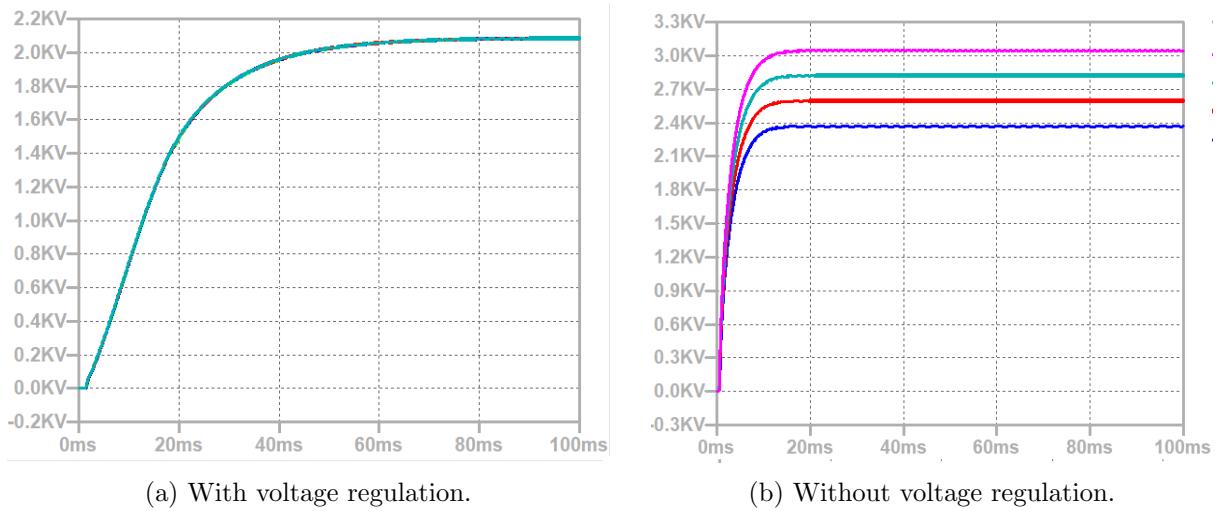 2.2KV
2.0KV
1.8KV
1.6KV
1.4KV
1.2KV
1.0KV
0.8KV
0.6KV
0.4KV
0.2KV
0.0KV
-0.2KV
0ms 20ms 40ms 60ms 80ms 100ms
(a) With voltage regulation.
3.3KV
3.0KV
2.7KV
2.4KV
2.1KV
1.8KV
1.5KV
1.2KV
0.9KV
0.6KV
0.3KV
0.0KV
-0.3KV
0ms 20ms 40ms 60ms 80ms 100ms
(b) Without voltage regulation.